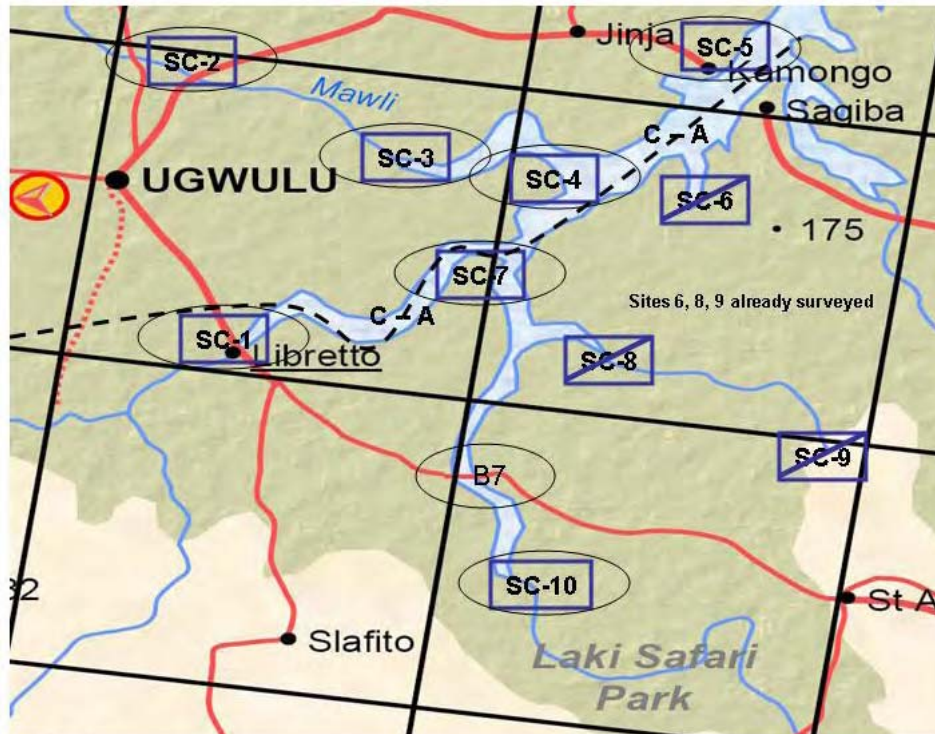 Jinja
SC-5
SC-2
Kamongo
Mawli
Sagiba
C – A
SC-3
UGWULU
SC-4
SC-6
175
SC-7
Sites 6, 8, 9 already surveyed
C – A
SC-1
Libretto
SC-8
SC-9
B7
SC-10
32
St A
Slafito
Laki Safari
Park